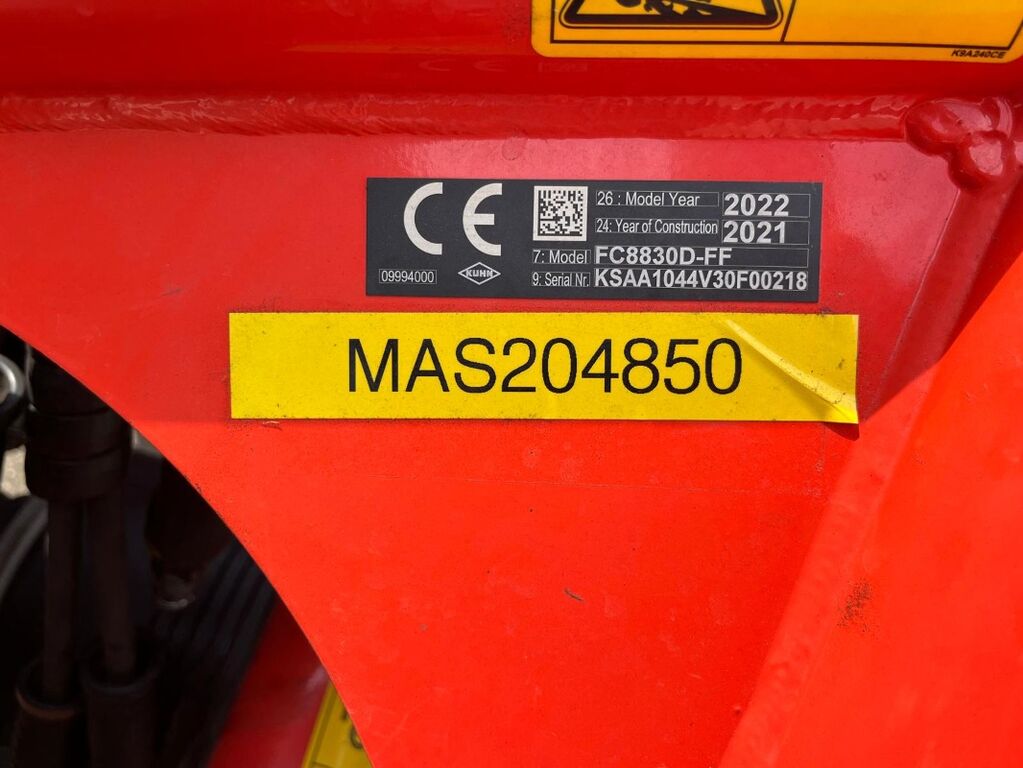 K9A240CE
CE
26 : Model Year 2022
24: Year of Construction 2021
7: Model FC8830D-FF
09994000 KUHN 9: Serial Nr. KSAA1044V30F00218
MAS204850